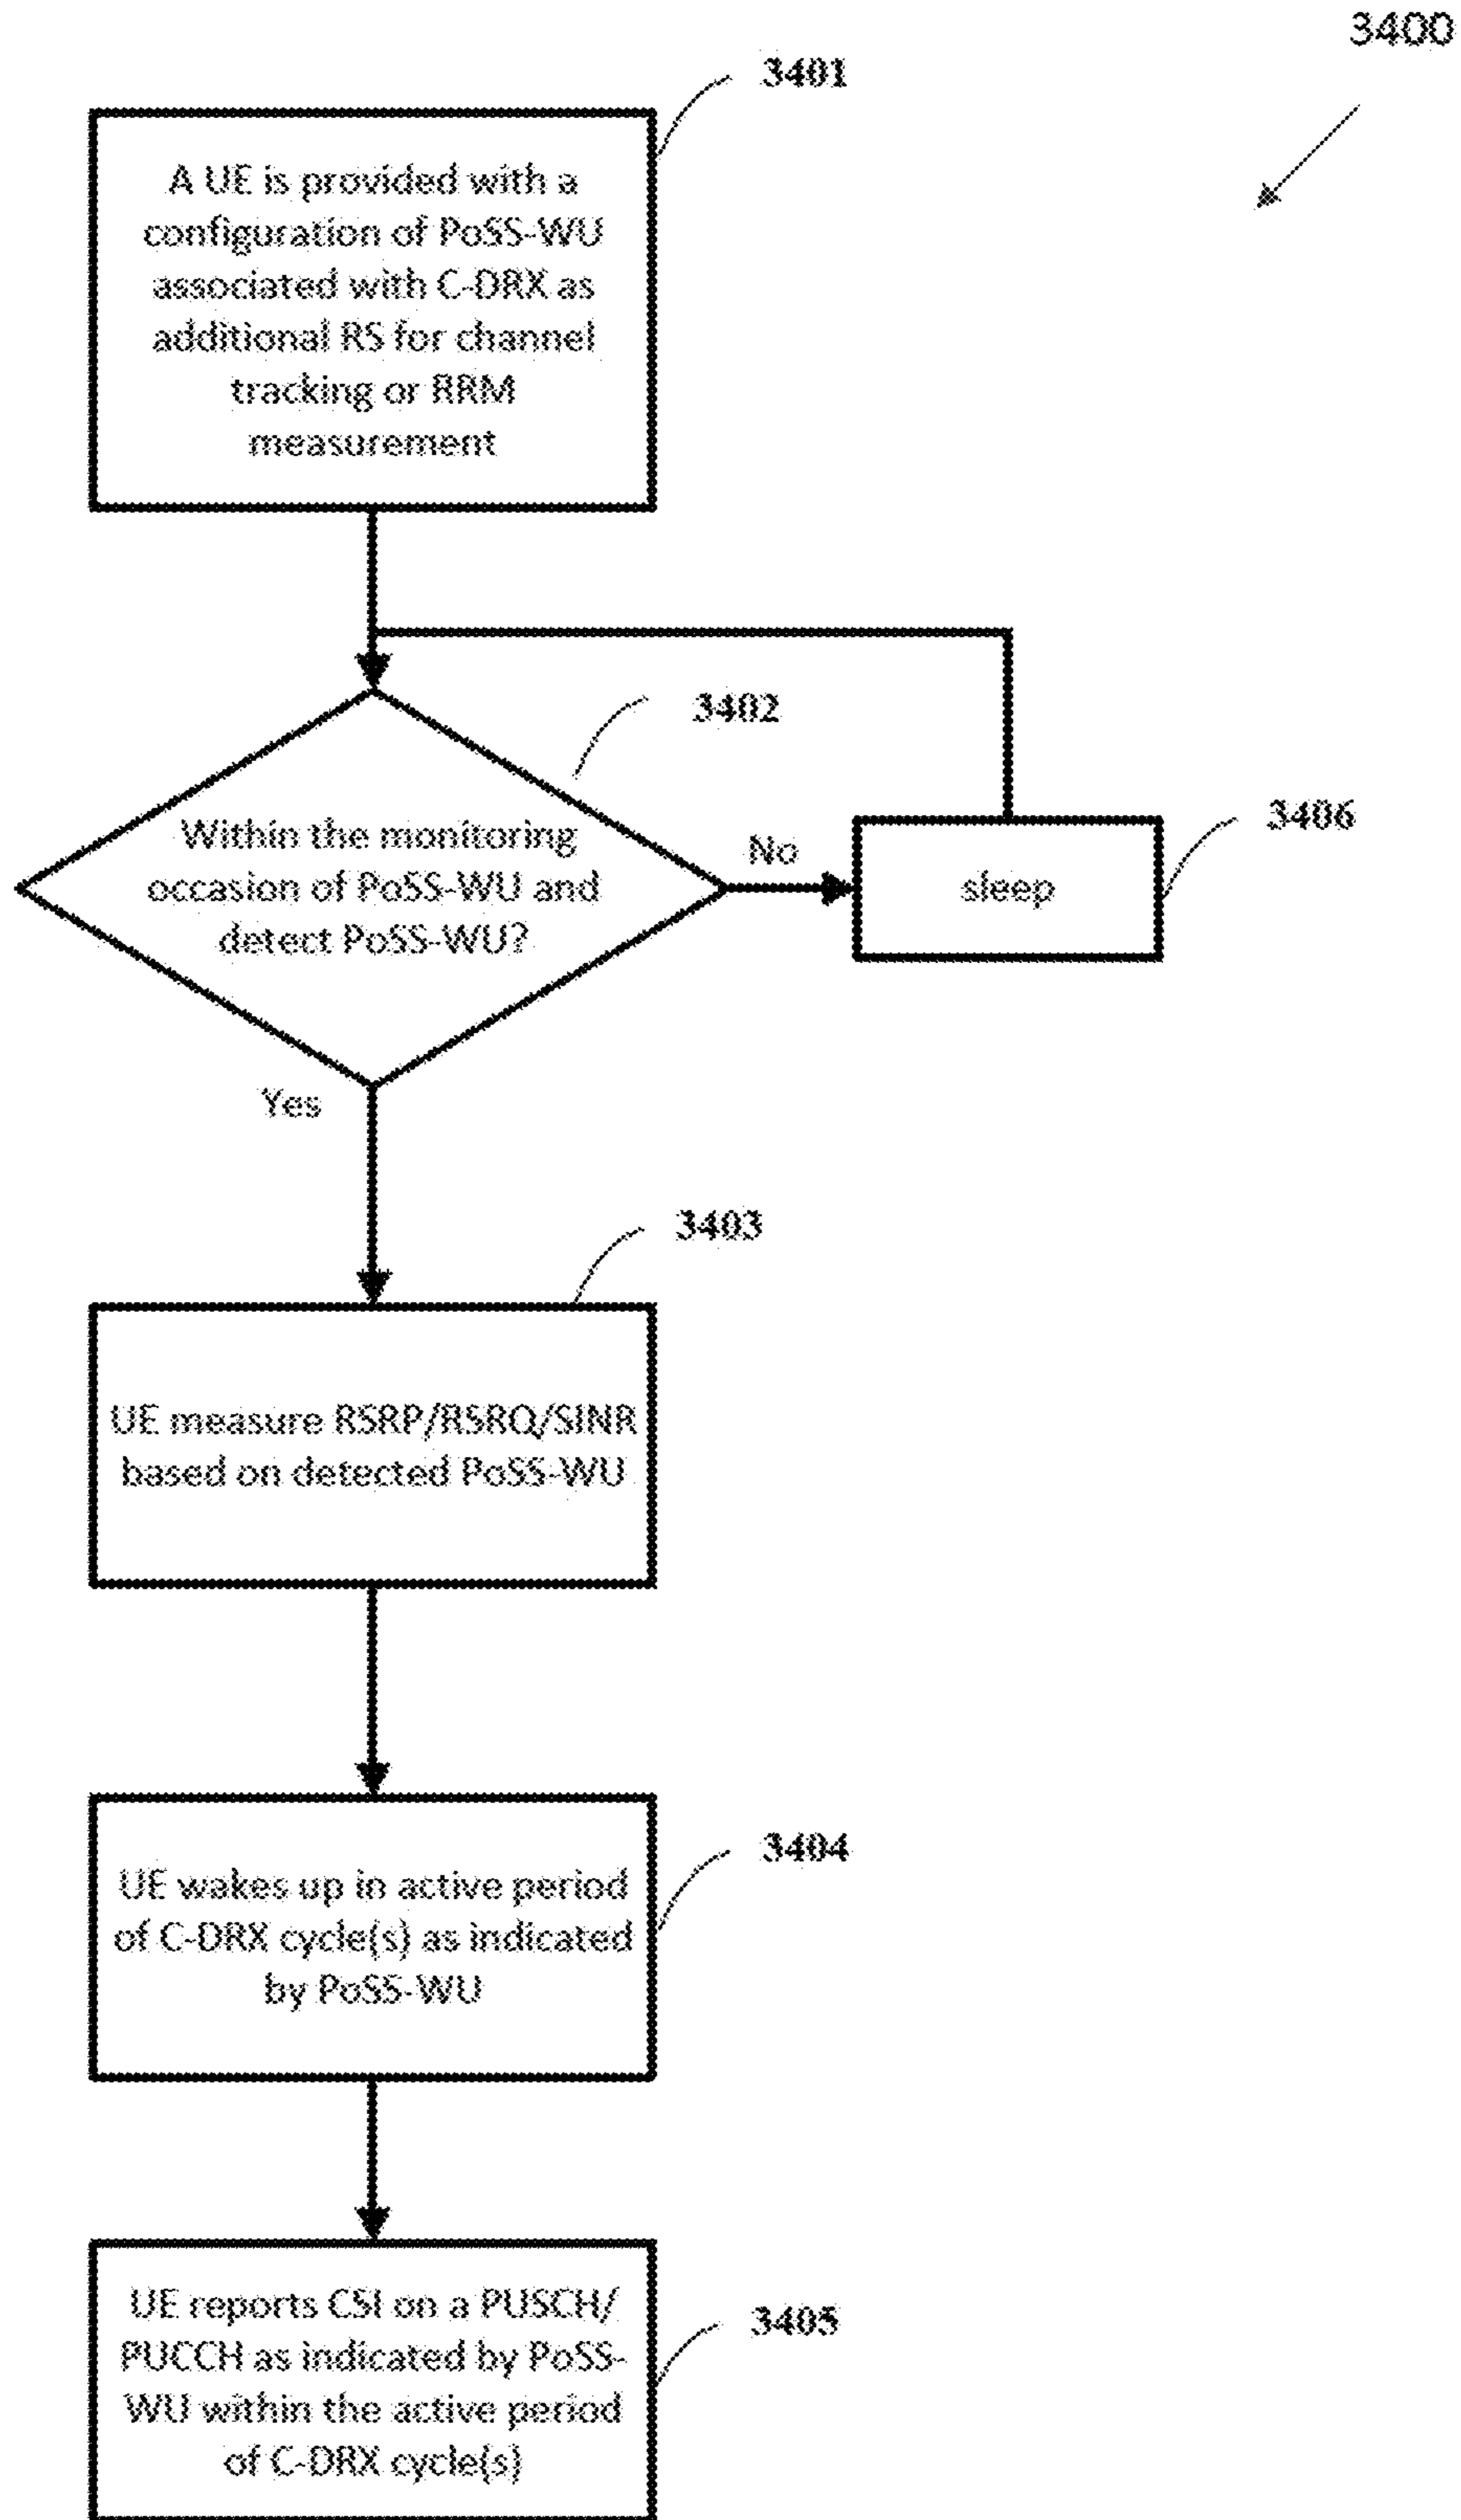 3400
3401
A UE is provided with a
configuration of PoSS-WU
associated with C-DRX as
additional RS for channel
tracking or RRM
measurement
3402
Within the monitoring
occasion of PoSS-WU and
detect PoSS-WU?
No
3406
sleep
Yes
3403
UE measure RSRP/RSRQ/SINR
based on detected PoSS-WU
3404
UE wakes up in active period
of C-DRX cycle(s) as indicated
by PoSS-WU
3405
UE reports CSI on a PUSCH/
PUCCH as indicated by PoSS-
WU within the active period
of C-DRX cycle(s)